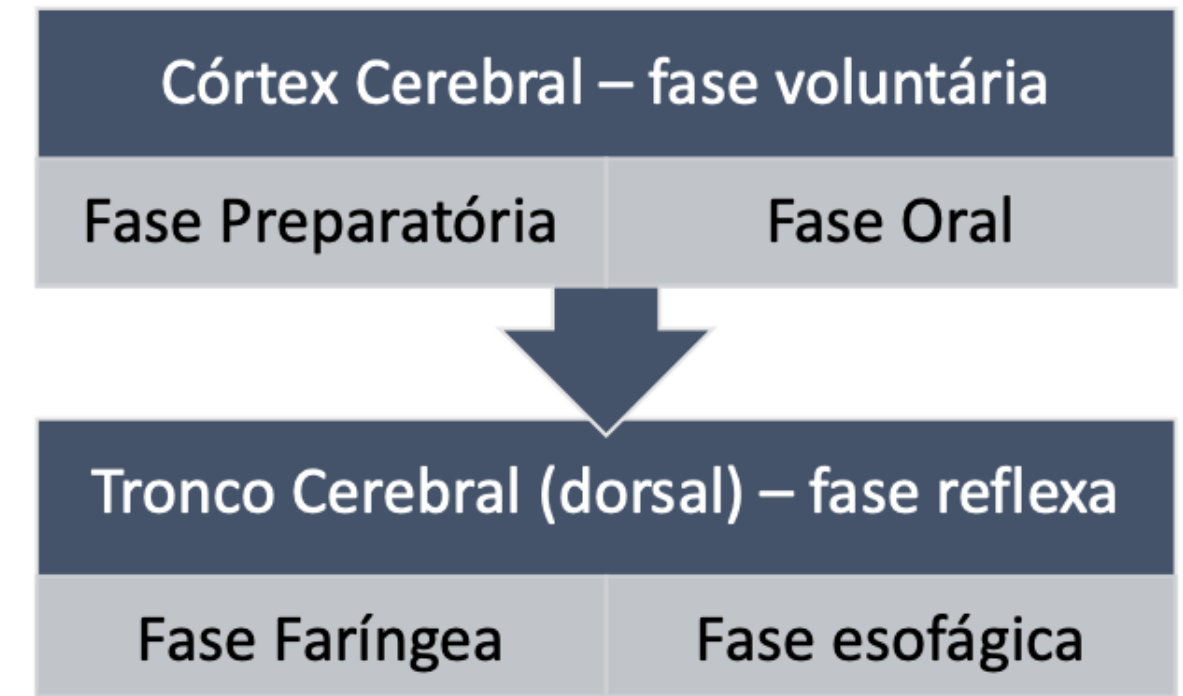 Córtex Cerebral – fase voluntária
Fase Preparatória
Fase Oral
Tronco Cerebral (dorsal) – fase reflexa
Fase Faríngea
Fase esofágica